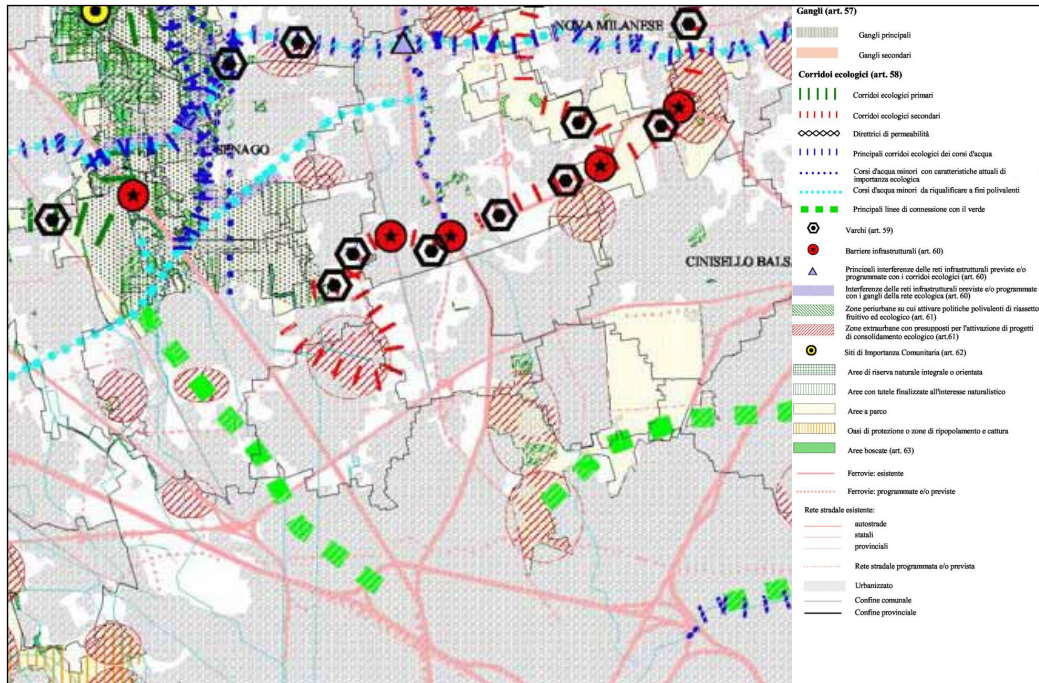 NOVA MILANESE
SENAGO
CINISELLO BALS
Gangli (art. 57)
Gangli principali
Gangli secondari
Corridoi ecologici (art. 58)
Corridoi ecologici primari
Corridoi ecologici secondari
Direttrici di permeabilità
Principali corridoi ecologici dei corsi d'acqua
Corsi d'acqua minori con caratteristiche attuali di
importanza ecologica
Corsi d'acqua minori da riqualificare a fini polivalenti
Principali linee di connessione con il verde
Varchi (art. 59)
Barriere infrastrutturali (art. 60)
Principali interferenze delle reti infrastrutturali previste e/o
programmate con i corridoi ecologici (art. 60)
Interferenze delle reti infrastrutturali previste e/o programmate
con i gangli della rete ecologica (art. 60)
Zone periurbane su cui attivare politiche polivalenti di riassetto
fruitivo ed ecologico (art. 61)
Zone extraurbane con presupposti per l'attivazione di progetti
di consolidamento ecologico (art.61)
Siti di Importanza Comunitaria (art. 62)
Aree di riserva naturale integrale o orientata
Aree con tutele finalizzate all'interesse naturalistico
Aree a parco
Oasi di protezione o zone di ripopolamento e cattura
Aree boscate (art. 63)
Ferrovie: esistente
Ferrovie: programmate e/o previste
Rete stradale esistente:
autostrade
statali
provinciali
Rete stradale programmata e/o prevista
Urbanizzato
Confine comunale
Confine provinciale